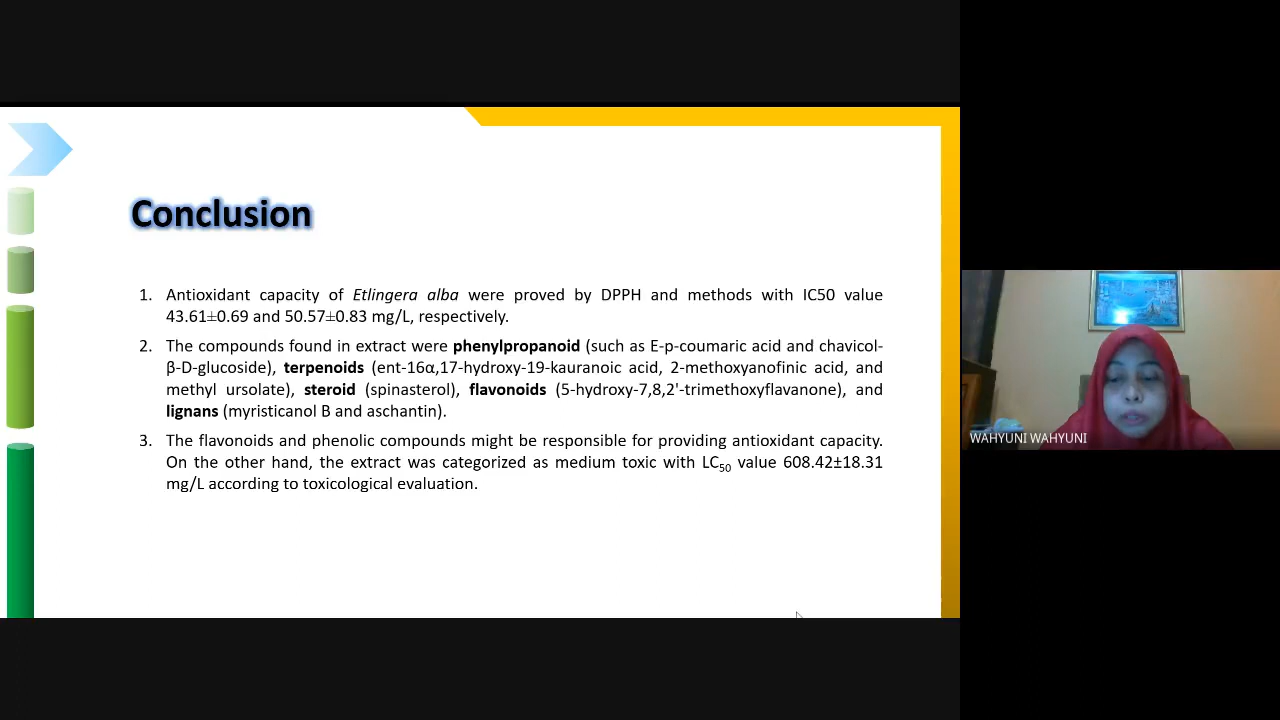 Conclusion
1. Antioxidant capacity of Etlingera alba were proved by DPPH and methods with IC50 value
43.61±0.69 and 50.57±0.83 mg/L, respectively.
2. The compounds found in extract were phenylpropanoid (such as E-p-coumaric acid and chavicol-
β-D-glucoside), terpenoids (ent-16α,17-hydroxy-19-kauranoic acid, 2-methoxyanofinic acid, and
methyl ursolate), steroid (spinasterol), flavonoids (5-hydroxy-7,8,2'-trimethoxyflavanone), and
lignans (myristicanol B and aschantin).
3. The flavonoids and phenolic compounds might be responsible for providing antioxidant capacity.
On the other hand, the extract was categorized as medium toxic with LC50 value 608.42±18.31
mg/L according to toxicological evaluation.
WAHYUNI WAHYUNI